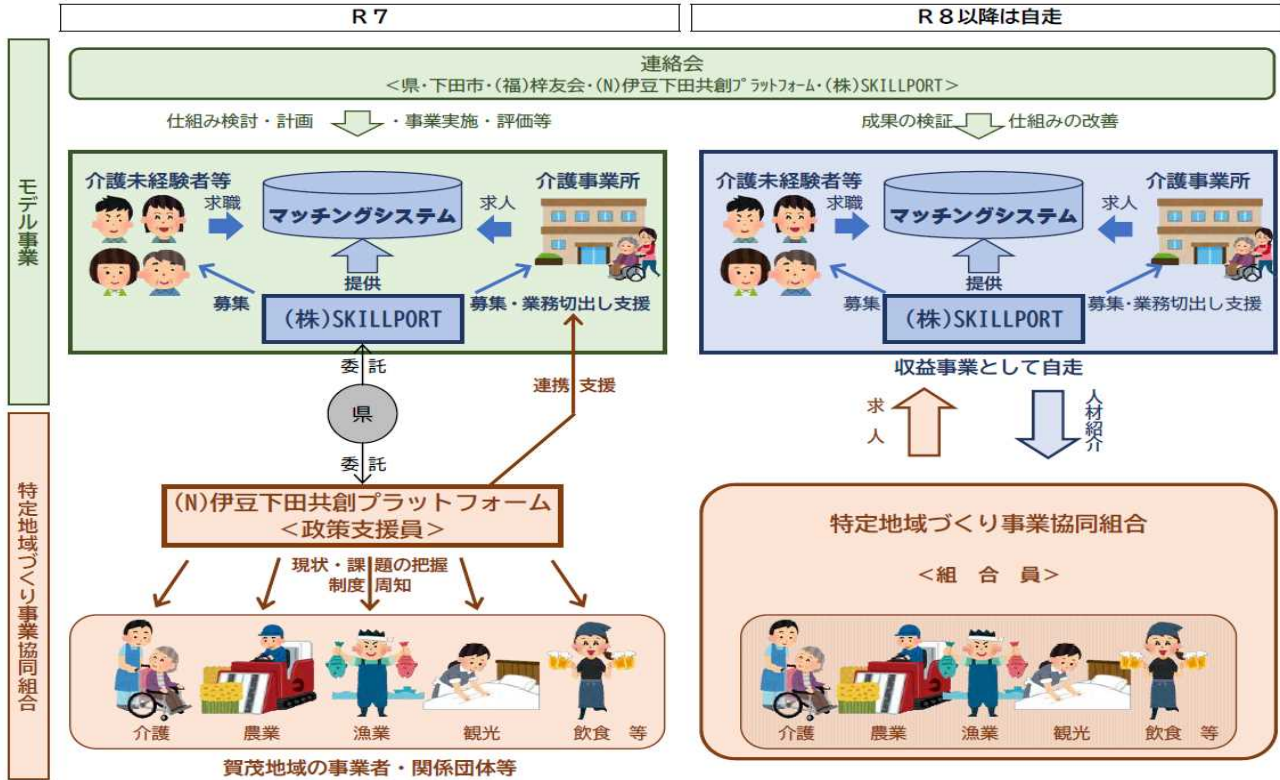 R7
R8以降は自走
モデル事業
連絡会
<県・下田市・(福)梓友会・(N)伊豆下田共創プラットフォーム・(株)SKILLPORT>
仕組み検討・計画 ・事業実施・評価等
成果の検証 仕組みの改善
介護未経験者等
求職
マッチングシステム
求人
介護事業所
提供
募集
(株)SKILLPORT
募集・業務切出し支援
介護未経験者等
求職
マッチングシステム
求人
介護事業所
提供
募集
(株)SKILLPORT
募集・業務切出し支援
収益事業として自走
委託
県
委託
連携 支援
求人
人材紹介
特定地域づくり事業協同組合
(N)伊豆下田共創プラットフォーム
<政策支援員>
現状・課題の把握
制度 周知
介護 農業 漁業 観光 飲食 等
賀茂地域の事業者・関係団体等
特定地域づくり事業協同組合
<組 合 員>
介護 農業 漁業 観光 飲食 等